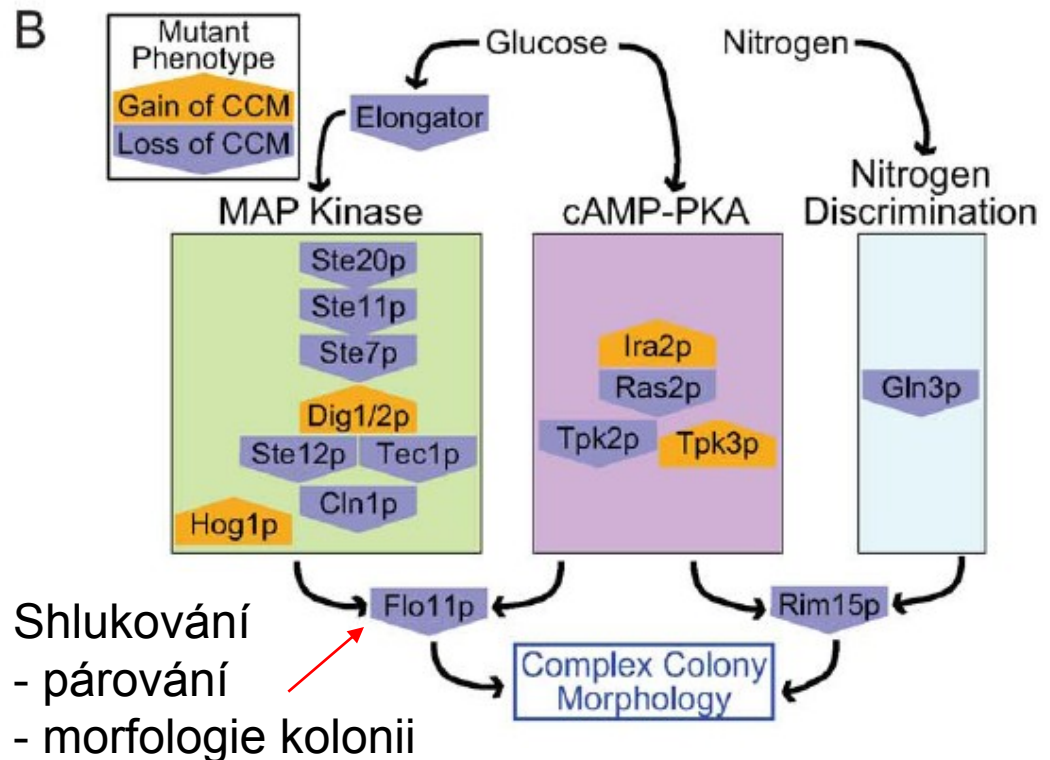 B
Mutant
Phenotype
Gain of CCM
Loss of CCM
Glucose
Nitrogen
Elongator
MAP Kinase
cAMP-PKA
Nitrogen
Discrimination
Ste20p
Ste11p
Ste7p
Dig1/2p
Ste12p
Tec1p
Cln1p
Hog1p
Ira2p
Ras2p
Tpk2p
Tpk3p
Gln3p
Flo11p
Rim15p
Complex Colony
Morphology
Shlukování
- párování
- morfologie kolonii